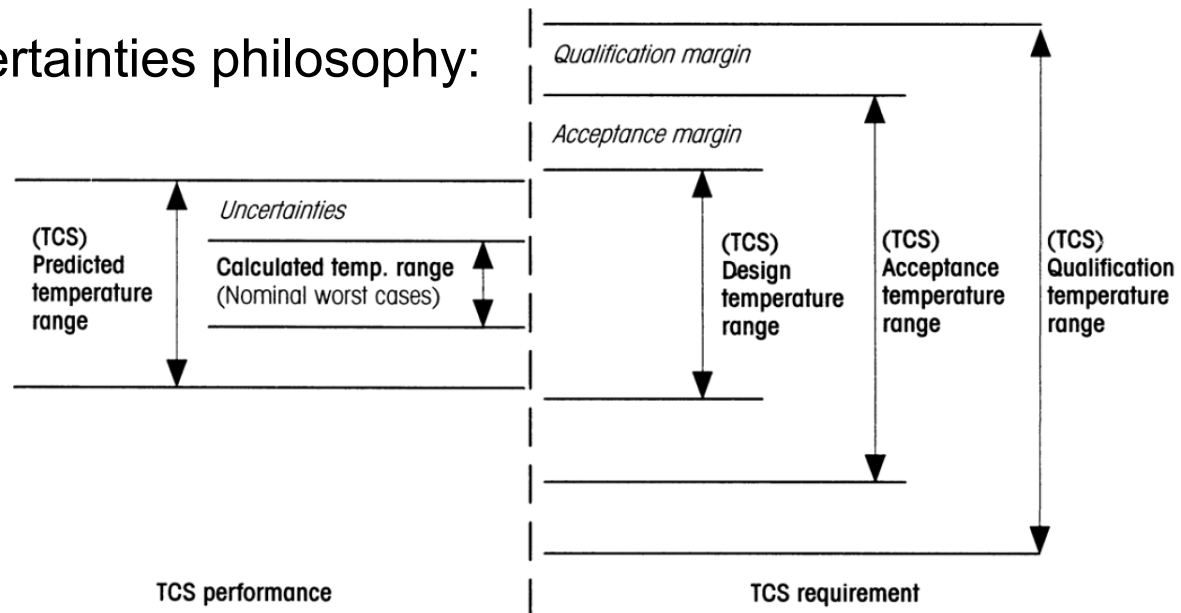 ertainties philosophy:
Qualification margin
Acceptance margin
Uncertainties
(TCS)
Predicted
temperature
range
Calculated temp. range
(Nominal worst cases)
(TCS)
Design
temperature
range
(TCS)
Acceptance
temperature
range
(TCS)
Qualification
temperature
range
TCS performance
TCS requirement